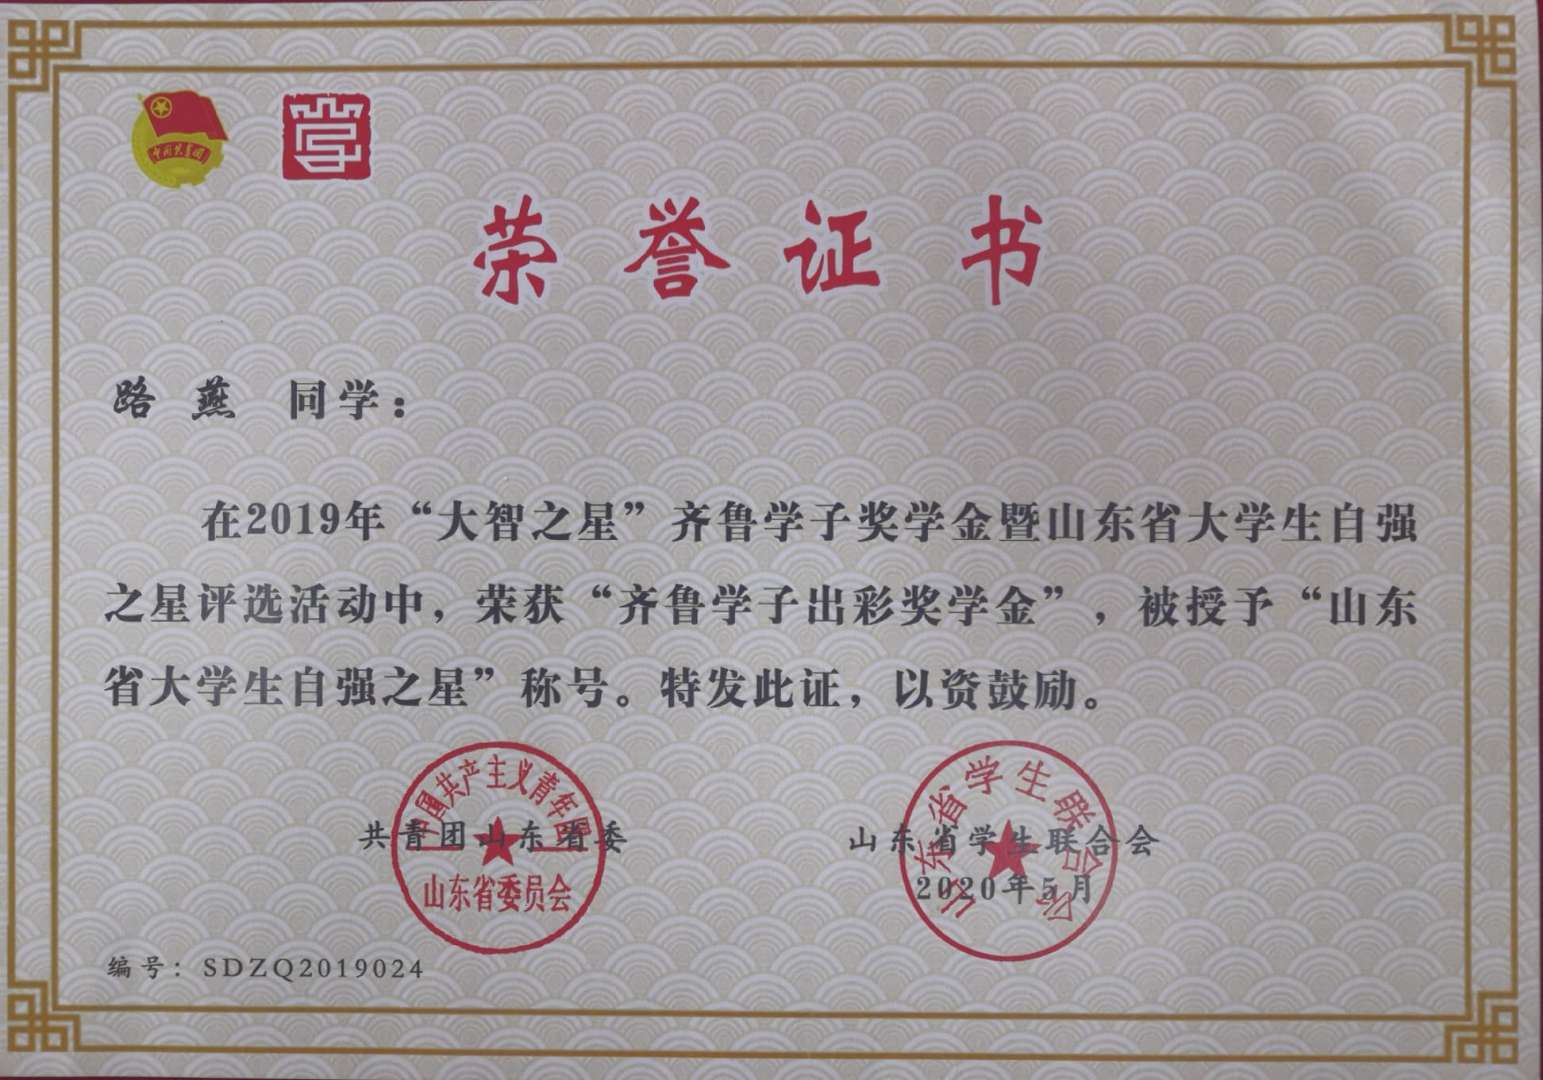 中国共青团
学
荣誉证书
路燕 同学：
在2019年“大智之星”齐鲁学子奖学金暨山东省大学生自强
之星评选活动中，荣获“齐鲁学子出彩奖学金”，被授予“山东
省大学生自强之星”称号。特发此证，以资鼓励。
中国共产主义青年团
共青团山东省委
山东省委员会
山东省学生联合会
山东省学生联合会
2020年5月
编号：SDZQ2019024